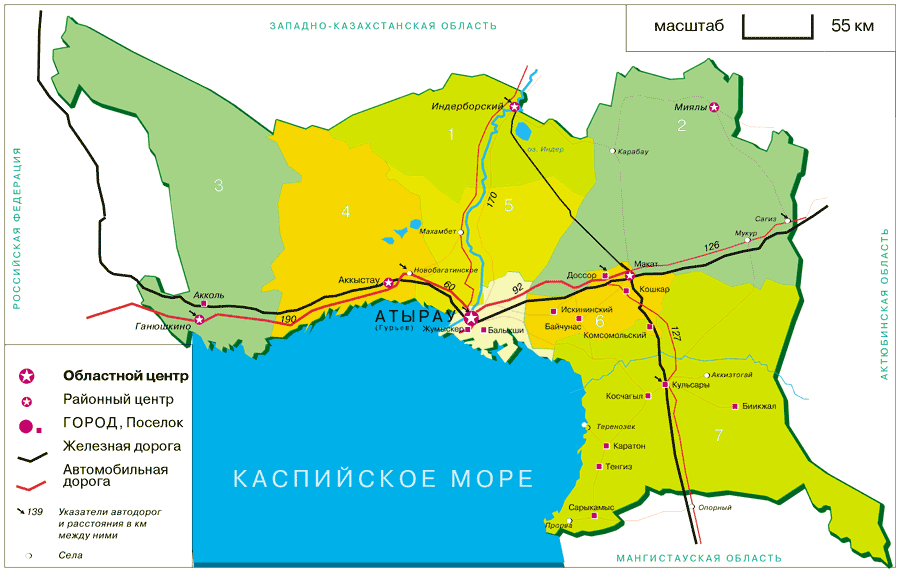 ЗАПАДНО-КАЗАХСТАНСКАЯ ОБЛАСТЬ
масштаб 55 км
РОССИЙСКАЯ ФЕДЕРАЦИЯ
АКТЮБИНСКАЯ ОБЛАСТЬ
МАНГИСТАУСКАЯ ОБЛАСТЬ
Индерборский
Миялы
1
2
оз. Индер
Карабау
3
4
5
170
Махамбет
Сагиз
Мукур
126
Макат
Доссор
Новобагатинское
Аккыстау
Кошкар
60
92
Акколь
190
Ганюшкино
АТЫРАУ
(Гурьев)
Жумыскер
Балыкши
Искининский
Байчунас
6
Комсомольский
127
Аккизтогай
Кульсары
Косчагыл
Биикжал
7
Теренозек
Каратон
Тенгиз
Сарыкамыс
Прорва
Опорный
КАСПИЙСКОЕ МОРЕ
Областной центр
Районный центр
ГОРОД, Поселок
Железная дорога
Автомобильная
дорога
139 Указатели автодорог
и расстояния в км
между ними
Села